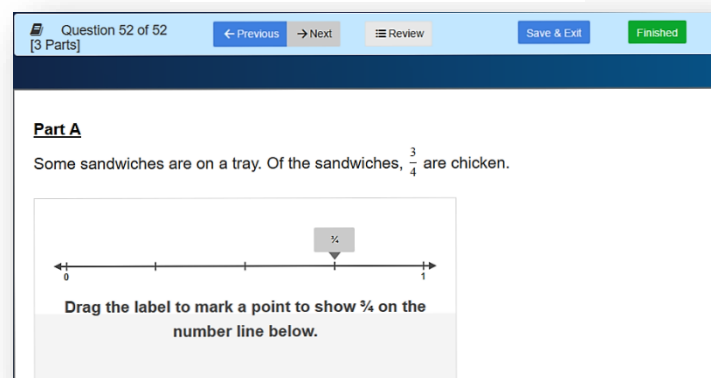 Question 52 of 52
[3 Parts]
← Previous
→ Next
Review
Save & Exit
Finished
Part A
Some sandwiches are on a tray. Of the sandwiches, 3/4 are chicken.
¾
0 1
Drag the label to mark a point to show ¾ on the
number line below.